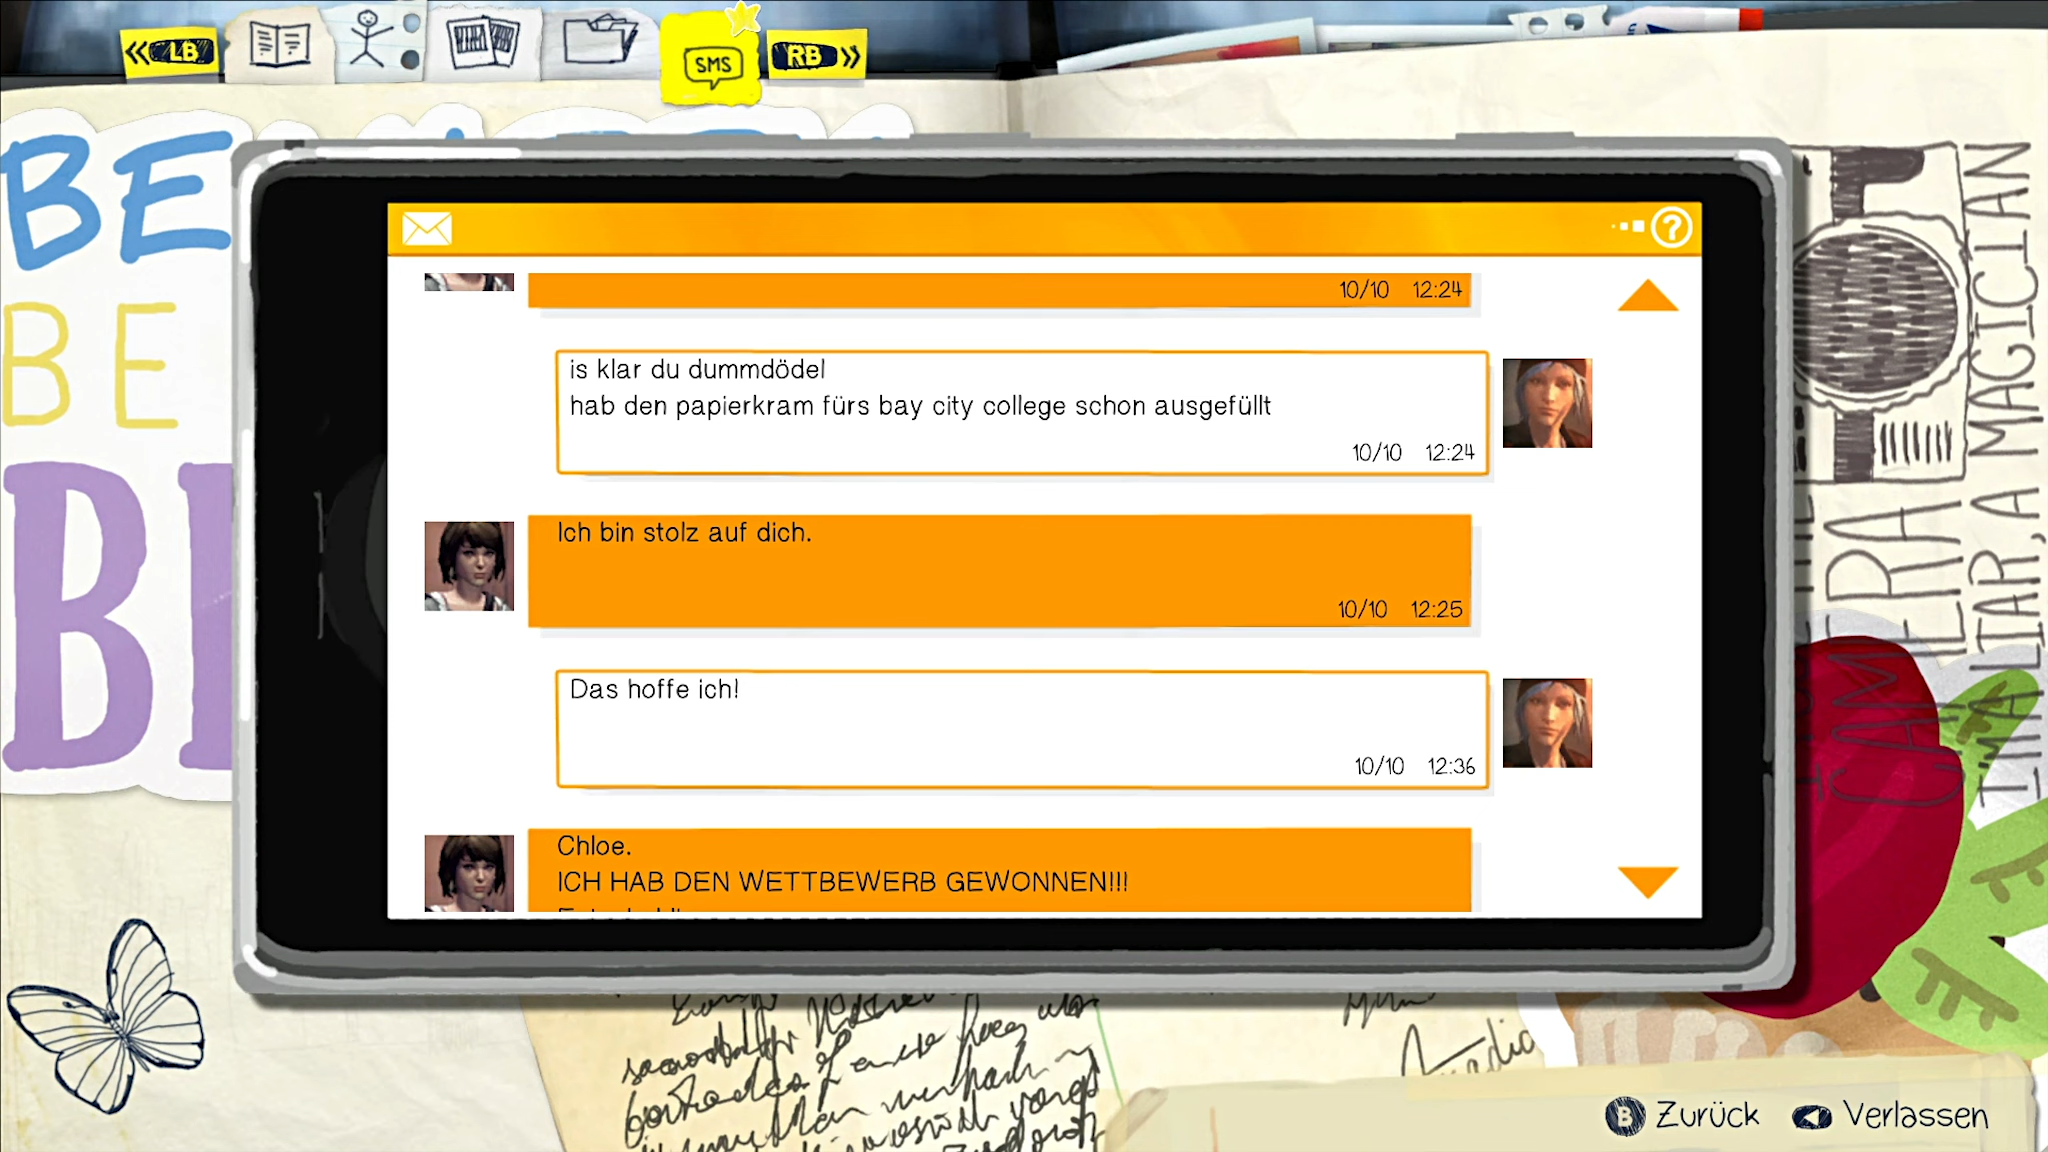 LB
SMS
RB
BE
BE
10/10 12:24
is klar du dummdödel
hab den papierkram fürs bay city college schon ausgefüllt
10/10 12:24
Ich bin stolz auf dich.
10/10 12:25
Das hoffe ich!
10/10 12:36
Chloe.
ICH HAB DEN WETTBEWERB GEWONNEN!!!
CAMERA
I'M A LIAR, A MAGICIAN
B Zurück
Verlassen